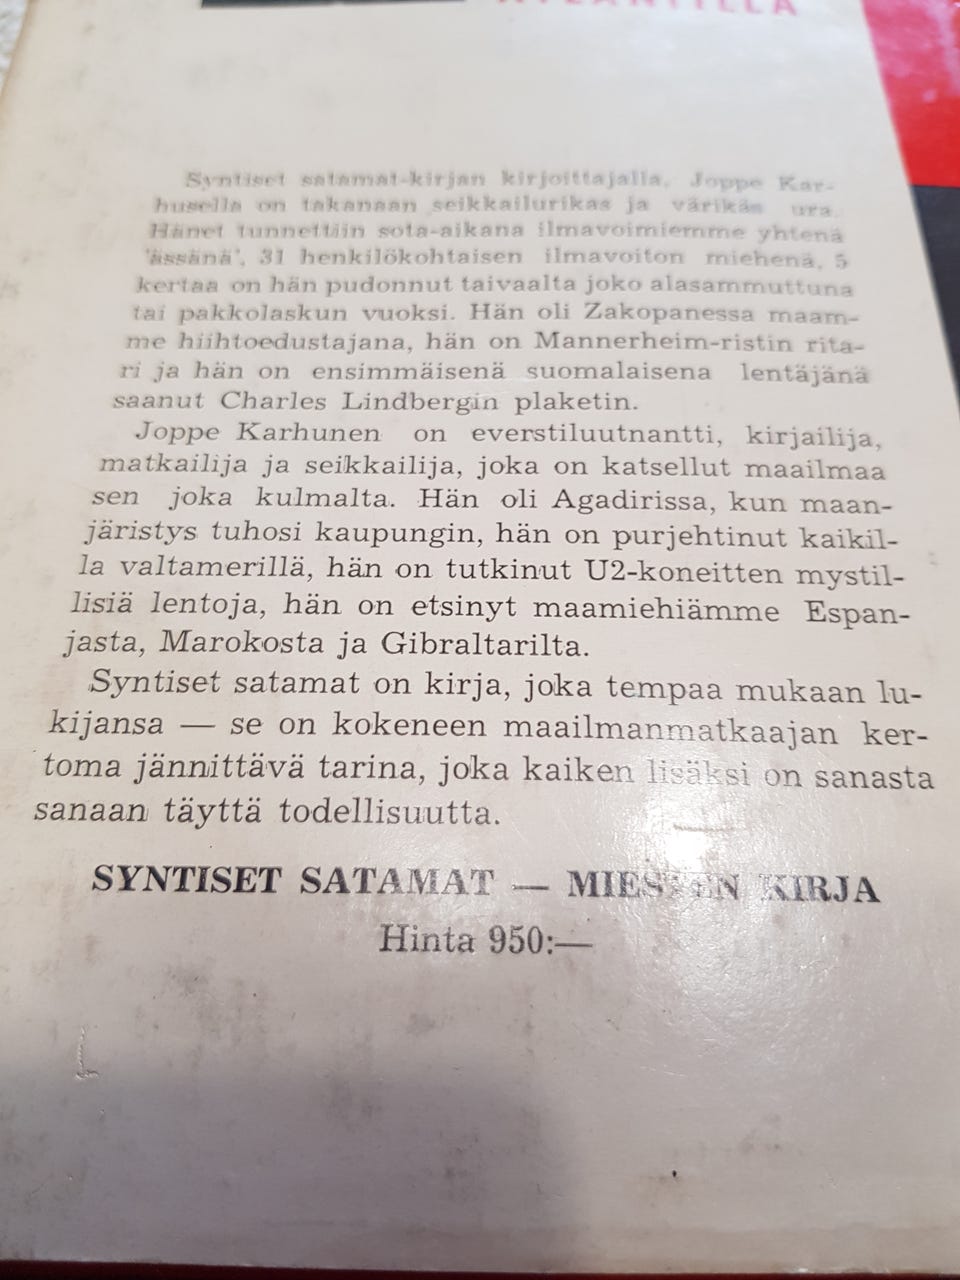 ATLANTILLA
Syntiset satamat-kirjan kirjoittajalla, Joppe Kar-
husella on takanaan seikkailurikas ja värikäs ura.
Hänet tunnettiin sota-aikana ilmavoimiemme yhtenä
'ässänä', 31 henkilökohtaisen ilmavoiton miehenä, 5
kertaa on hän pudonnut taivaalta joko alasammuttuna
tai pakkolaskun vuoksi. Hän oli Zakopanessa maam-
me hiihtoedustajana, hän on Mannerheim-ristin rita-
ri ja hän on ensimmäisenä suomalaisena lentäjänä
saanut Charles Lindbergin plaketin.
Joppe Karhunen on everstiluutnantti, kirjailija,
matkailija ja seikkailija, joka on katsellut maailmaa
sen joka kulmalta. Hän oli Agadirissa, kun maan-
järistys tuhosi kaupungin, hän on purjehtinut kaikil-
la valtamerillä, hän on tutkinut U2-koneitten mystil-
lisiä lentoja, hän on etsinyt maamiehiämme Espan-
jasta, Marokosta ja Gibraltarilta.
Syntiset satamat on kirja, joka tempaa mukaan lu-
kijansa — se on kokeneen maailmanmatkaajan ker-
toma jännittävä tarina, joka kaiken lisäksi on sanasta
sanaan täyttä todellisuutta.
SYNTISET SATAMAT — MIESTEN KIRJA
Hinta 950:—